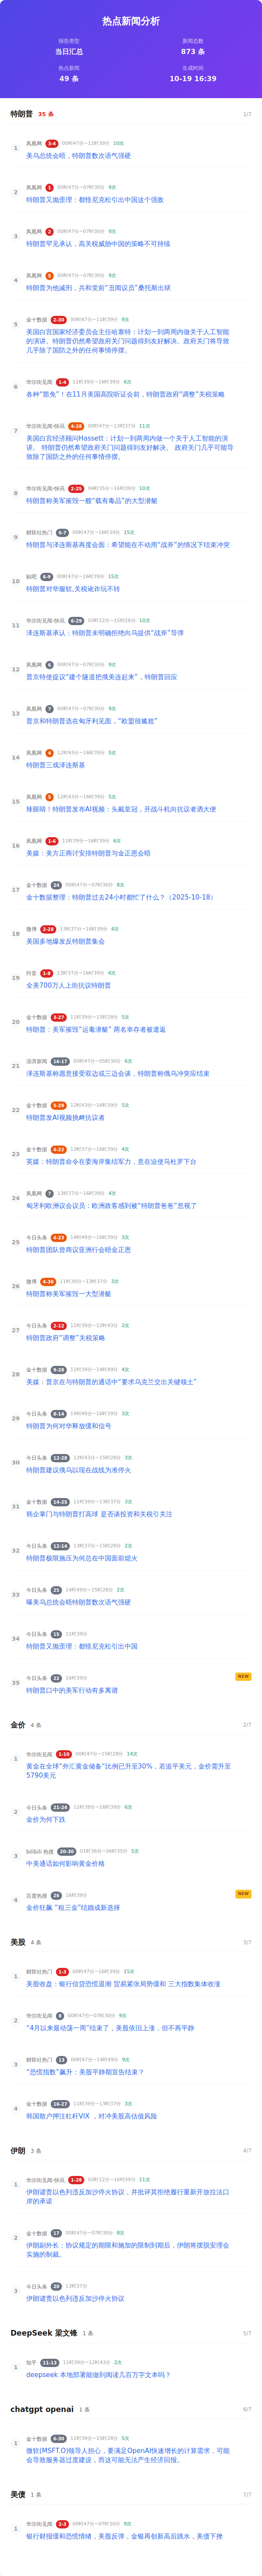 热点新闻分析
报告类型
新闻总数
当日汇总
873 条
热点新闻
生成时间
49 条
10-19 16:39
特朗普 35 条 1/7
1 凤凰网 3-4 00时47分~11时39分 10次
美乌总统会晤，特朗普数次语气强硬
2 凤凰网 1 00时47分~07时30分 9次
特朗普又抛歪理：都怪尼克松引出中国这个强敌
3 凤凰网 2 00时47分~07时30分 9次
特朗普罕见承认，高关税威胁中国的策略不可持续
4 凤凰网 5 00时47分~07时30分 9次
特朗普为他减刑，共和党前“丑闻议员”桑托斯出狱
5 金十数据 2-30 00时47分~11时39分 9次
美国白宫国家经济委员会主任哈塞特：计划一到两周内做关于人工智能
的演讲。特朗普仍然希望政府关门问题得到友好解决。政府关门将导致
几乎除了国防之外的任何事情停摆。
6 华尔街见闻 1-4 11时39分~16时39分 6次
各种“豁免”！在11月美国高院听证会前，特朗普政府“调整”关税策略
7 华尔街见闻-快讯 4-28 00时47分~13时37分 11次
美国白宫经济顾问Hassett：计划一到两周内做一个关于人工智能的演
讲。 特朗普仍然希望政府关门问题得到友好解决。 政府关门几乎可能导
致除了国防之外的任何事情停摆。
8 华尔街见闻-快讯 2-25 04时35分~16时39分 10次
特朗普称美军摧毁一艘“载有毒品”的大型潜艇
9 财联社热门 6-7 00时47分~16时39分 15次
特朗普与泽连斯基再度会面：希望能在不动用“战斧”的情况下结束冲突
10 贴吧 6-9 00时47分~16时39分 15次
特朗普对华服软,关税讹诈玩不转
11 华尔街见闻-快讯 6-29 03时22分~15时28分 10次
泽连斯基承认：特朗普未明确拒绝向乌提供“战斧”导弹
12 凤凰网 6 00时47分~07时30分 9次
普京特使提议“建个隧道把俄美连起来”，特朗普回应
13 凤凰网 7 00时47分~07时30分 9次
普京和特朗普选在匈牙利见面，“欧盟很尴尬”
14 凤凰网 4 12时43分~16时39分 5次
特朗普三戏泽连斯基
15 凤凰网 5 12时43分~16时39分 5次
辣眼睛！特朗普发布AI视频：头戴皇冠，开战斗机向抗议者洒大便
16 凤凰网 1-6 11时39分~16时39分 6次
美媒：美方正商讨安排特朗普与金正恩会晤
17 金十数据 24 00时47分~07时30分 8次
金十数据整理：特朗普过去24小时都忙了什么？（2025-10-18）
18 微博 2-28 13时37分~16时39分 4次
美国多地爆发反特朗普集会
19 抖音 1-8 13时37分~16时39分 4次
全美700万人上街抗议特朗普
20 金十数据 3-27 11时39分~15时28分 5次
特朗普：美军摧毁“运毒潜艇” 两名幸存者被遣返
21 澎湃新闻 16-17 00时47分~05时30分 6次
泽连斯基称愿意接受双边或三边会谈，特朗普称俄乌冲突应结束
22 金十数据 5-29 12时43分~16时39分 5次
特朗普发AI视频挑衅抗议者
23 金十数据 4-22 13时37分~16时39分 4次
英媒：特朗普命令在委海岸集结军力，意在迫使马杜罗下台
24 凤凰网 7 13时37分~16时39分 4次
匈牙利欧洲议会议员：欧洲政客感到被“特朗普爸爸”忽视了
25 今日头条 4-23 14时49分~16时39分 3次
特朗普团队曾商议亚洲行会晤金正恩
26 微博 4-30 11时39分~13时37分 3次
特朗普称美军摧毁一大型潜艇
27 今日头条 2-12 11时39分~12时43分 2次
特朗普政府“调整”关税策略
28 金十数据 9-28 11时39分~14时49分 4次
美媒：普京在与特朗普的通话中“要求乌克兰交出关键领土”
29 今日头条 8-14 14时49分~16时39分 3次
特朗普为何对华释放缓和信号
30 今日头条 12-28 12时43分~15时28分 3次
特朗普建议俄乌以现在战线为准停火
31 金十数据 14-25 11时39分~13时37分 3次
韩企掌门与特朗普打高球 是否谈投资和关税引关注
32 今日头条 12-14 13时37分~15时28分 2次
特朗普极限施压为何总在中国面前熄火
33 今日头条 25 14时49分~15时28分 2次
曝美乌总统会晤特朗普数次语气强硬
34 今日头条 15 11时39分
特朗普又抛歪理：都怪尼克松引出中国
35 今日头条 22 16时39分 NEW
特朗普口中的美军行动有多离谱
金价 4 条 2/7
1 华尔街见闻 1-10 00时47分~15时28分 14次
黄金在全球“外汇黄金储备”比例已升至30%，若追平美元，金价需升至
5790美元
2 今日头条 21-24 11时39分~16时39分 6次
金价为何下跌
3 bilibili 热搜 20-30 01时36分~06时35分 5次
中美通话如何影响黄金价格
4 百度热搜 26 16时39分 NEW
金价狂飙 “租三金”结婚成新选择
美股 4 条 3/7
1 财联社热门 1-3 00时47分~16时39分 15次
美股收盘：银行信贷恐慌退潮 贸易紧张局势缓和 三大指数集体收涨
2 华尔街见闻 8 00时47分~07时30分 9次
“4月以来最动荡一周”结束了，美股依旧上涨，但不再平静
3 财联社热门 13 00时47分~14时49分 9次
“恐慌指数”飙升：美股平静期宣告结束？
4 金十数据 16-27 11时39分~13时37分 3次
韩国散户押注杠杆VIX ，对冲美股高估值风险
伊朗 3 条 4/7
1 华尔街见闻-快讯 1-28 03时22分~16时39分 11次
伊朗谴责以色列违反加沙停火协议，并批评其拒绝履行重新开放拉法口
岸的承诺
2 金十数据 17 00时47分~07时30分 8次
伊朗副外长：协议规定的期限和施加的限制到期后，伊朗将摆脱安理会
实施的制裁。
3 今日头条 20 13时37分
伊朗谴责以色列违反加沙停火协议
DeepSeek 梁文锋 1 条 5/7
1 知乎 11-13 11时39分~12时43分 2次
deepseek 本地部署能做到阅读几百万字文本吗？
chatgpt openai 1 条 6/7
1 金十数据 6-30 11时39分~15时28分 5次
微软(MSFT.O)领导人担心，要满足OpenAI快速增长的计算需求，可能
会导致服务器过度建设，而这可能无法产生经济回报。
美债 1 条 7/7
1 华尔街见闻 2-3 00时47分~07时30分 9次
银行财报缓和恐慌情绪，美股反弹，金银再创新高后跳水，美债下挫